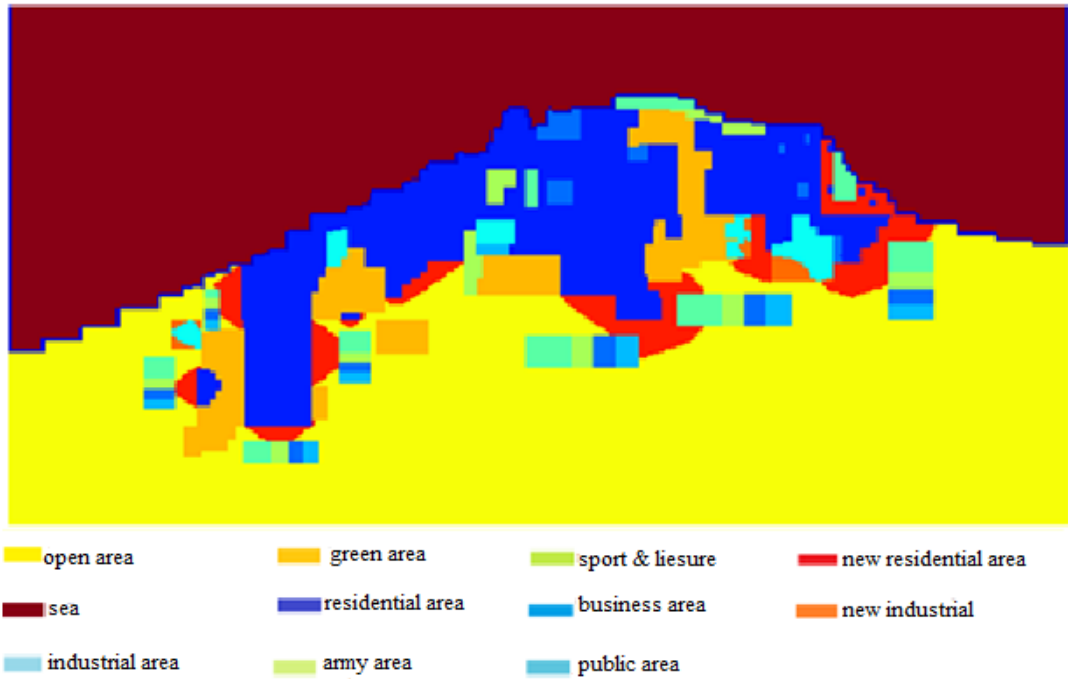 open area
green area
sport & liesure
new residential area
sea
residential area
business area
new industrial
industrial area
army area
public area